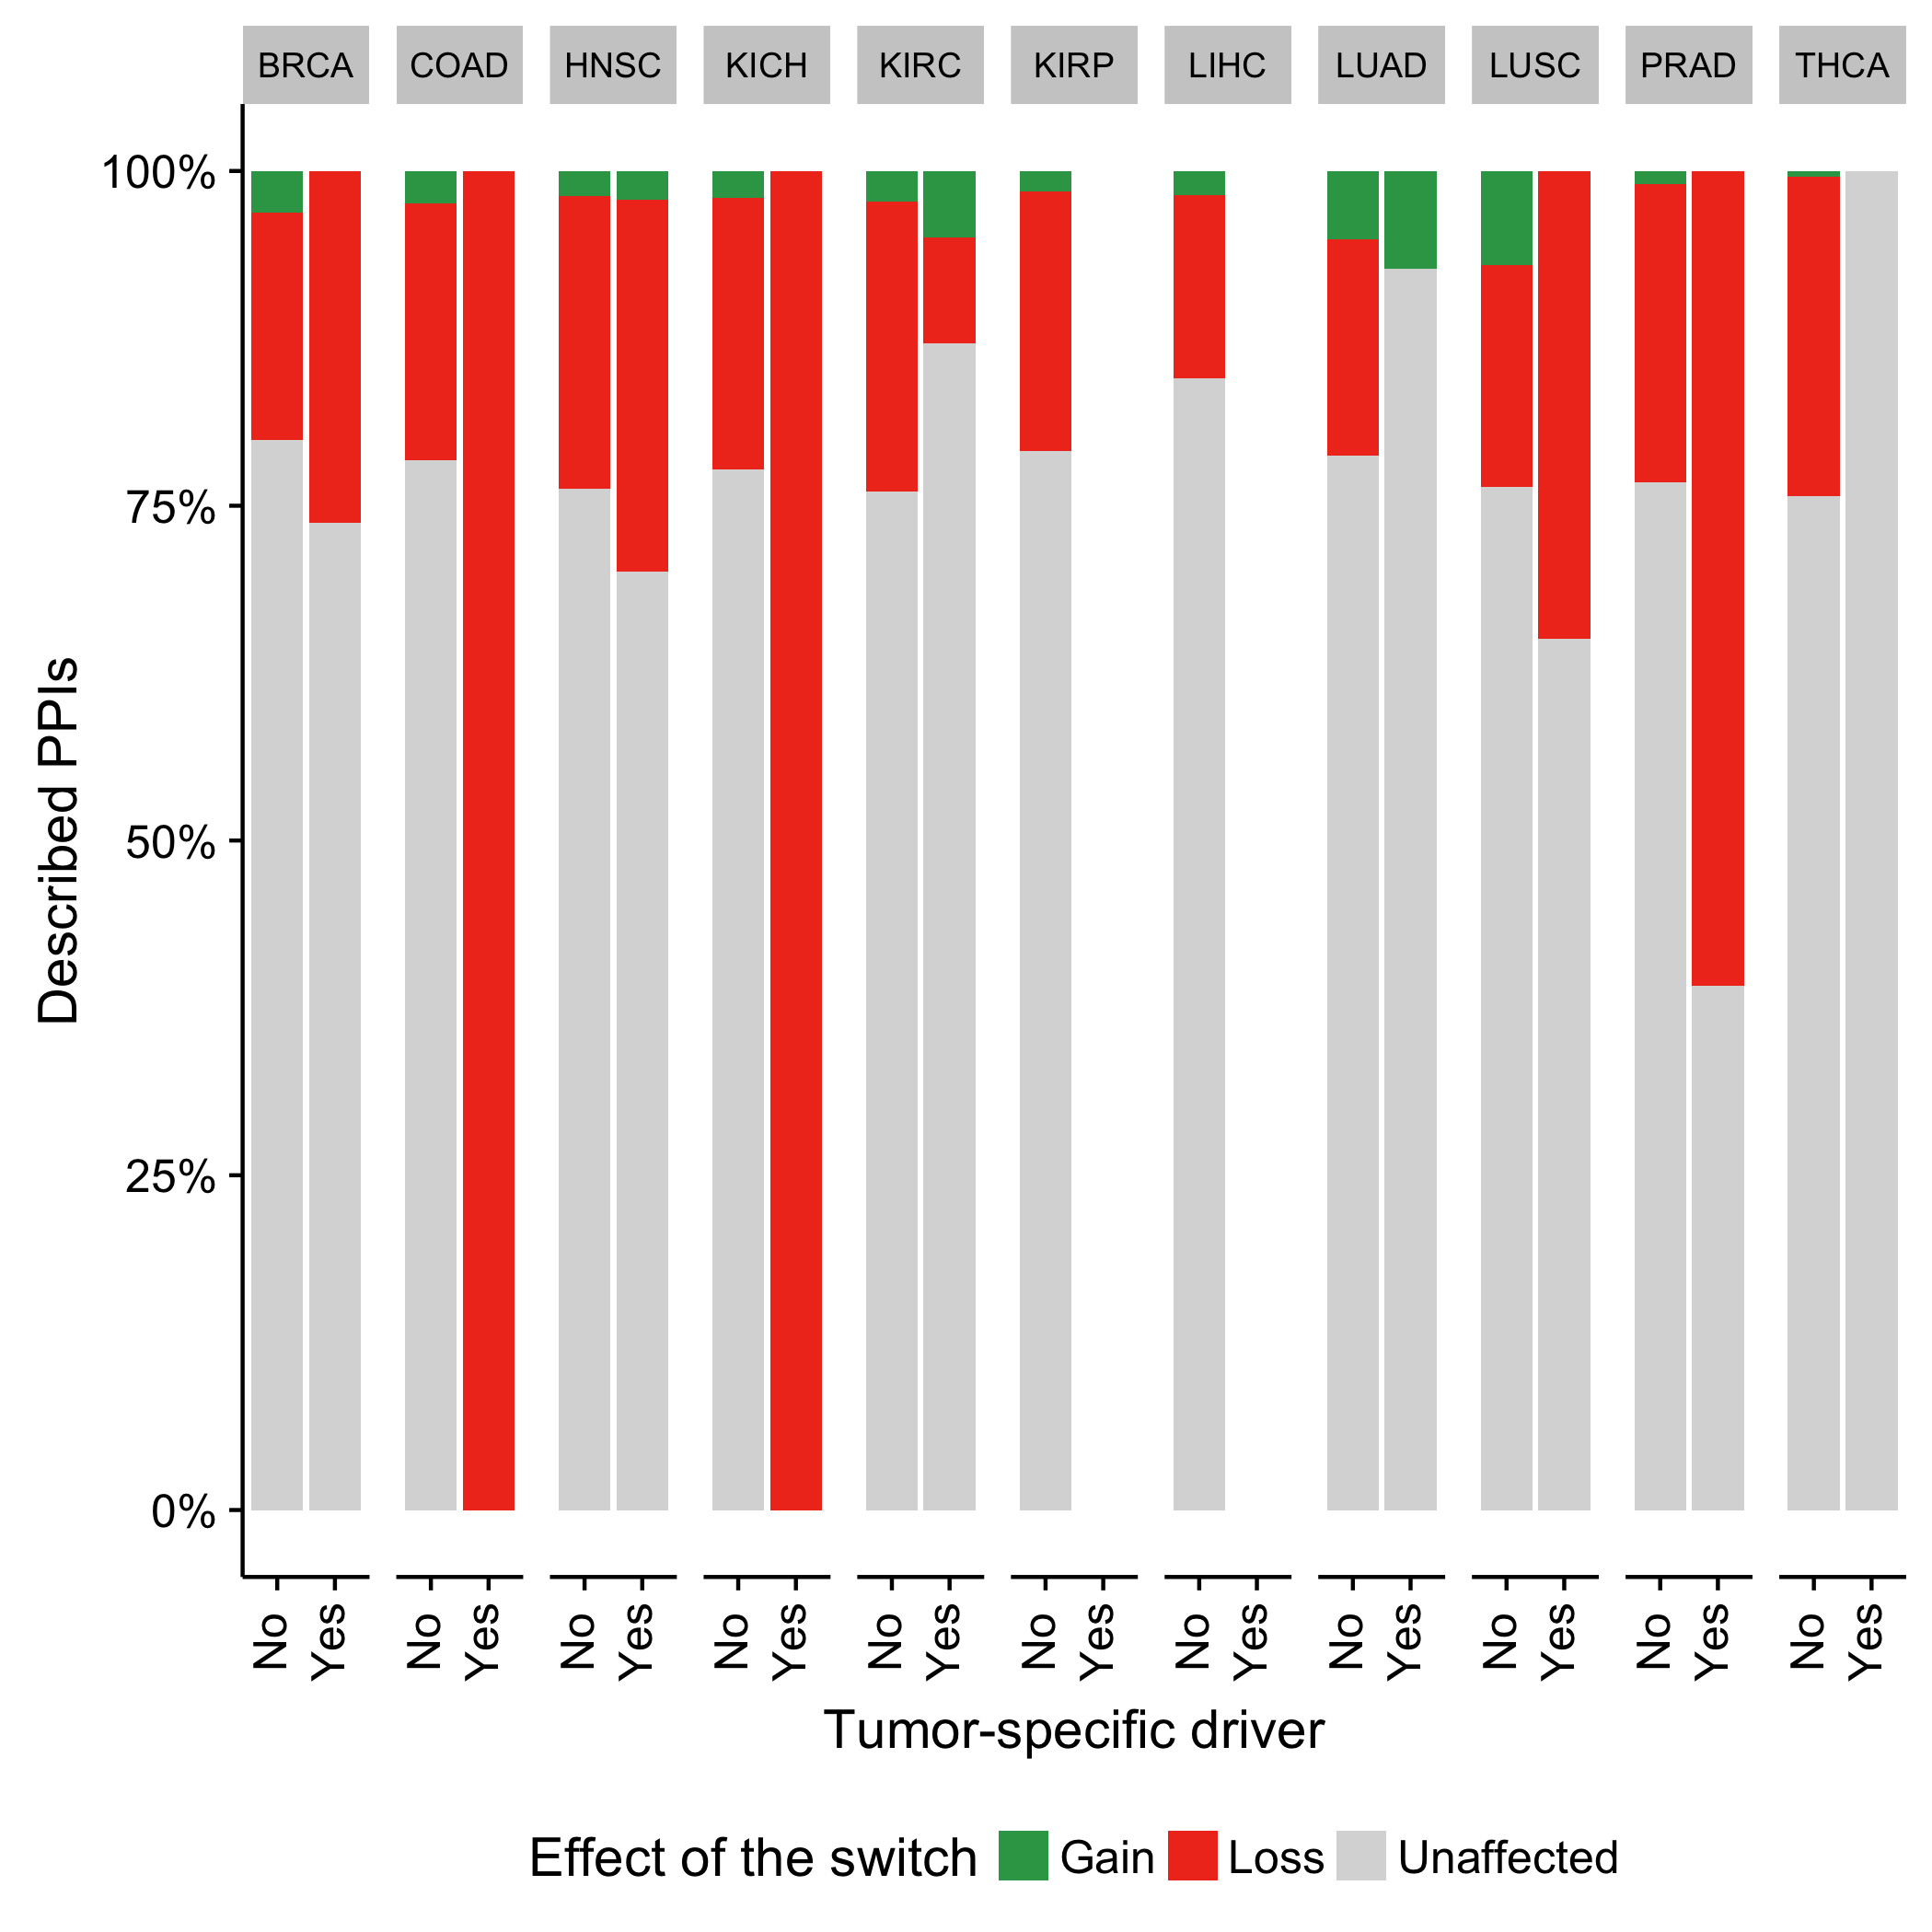 BRCA COAD HNSC KICH KIRC KIRP LIHC LUAD LUSC PRAD THCA
100%
75%
50%
25%
0%
Described PPIs
No Yes No Yes No Yes No Yes No Yes No Yes No Yes No Yes No Yes No Yes No Yes
Tumor-specific driver
Effect of the switch Gain Loss Unaffected